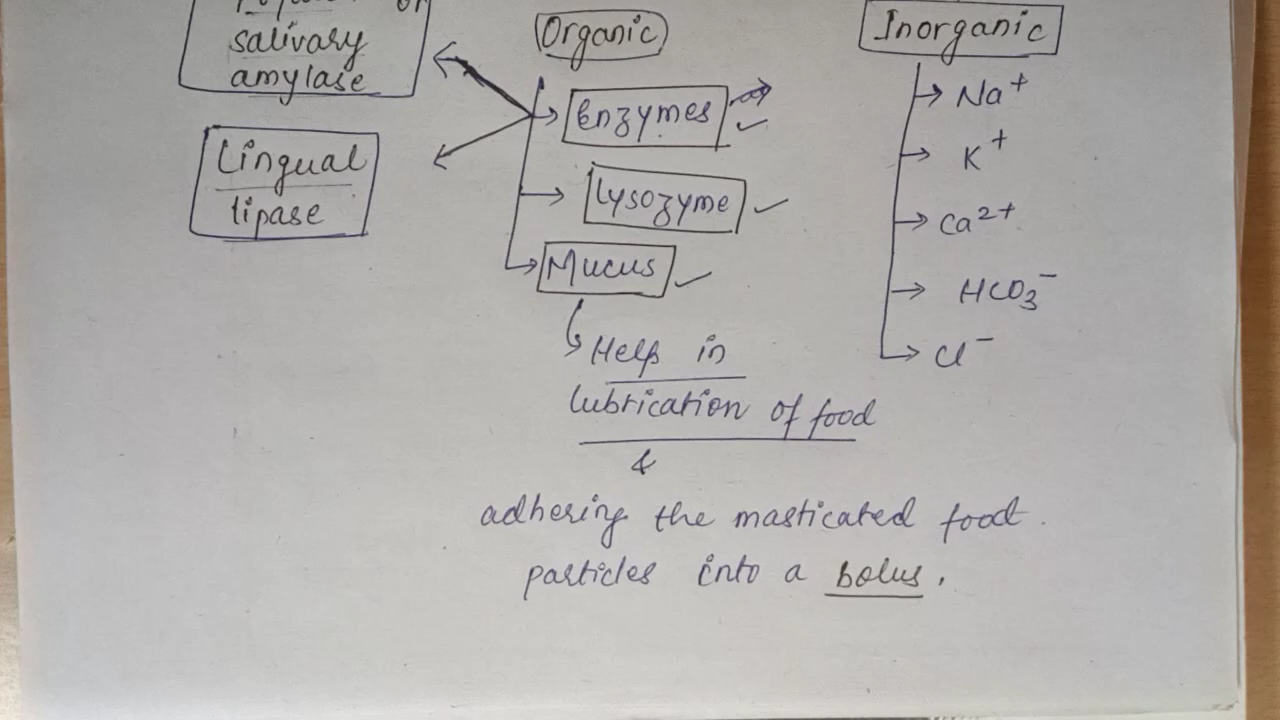 or
salivary
amylase
Lingual
lipase
Organic
Enzymes
Lysozyme
Mucus
Help in
lubrication of food
&
adhering the masticated food
particles into a bolus.
Inorganic
Na⁺
K⁺
Ca²⁺
HCO₃⁻
Cl⁻